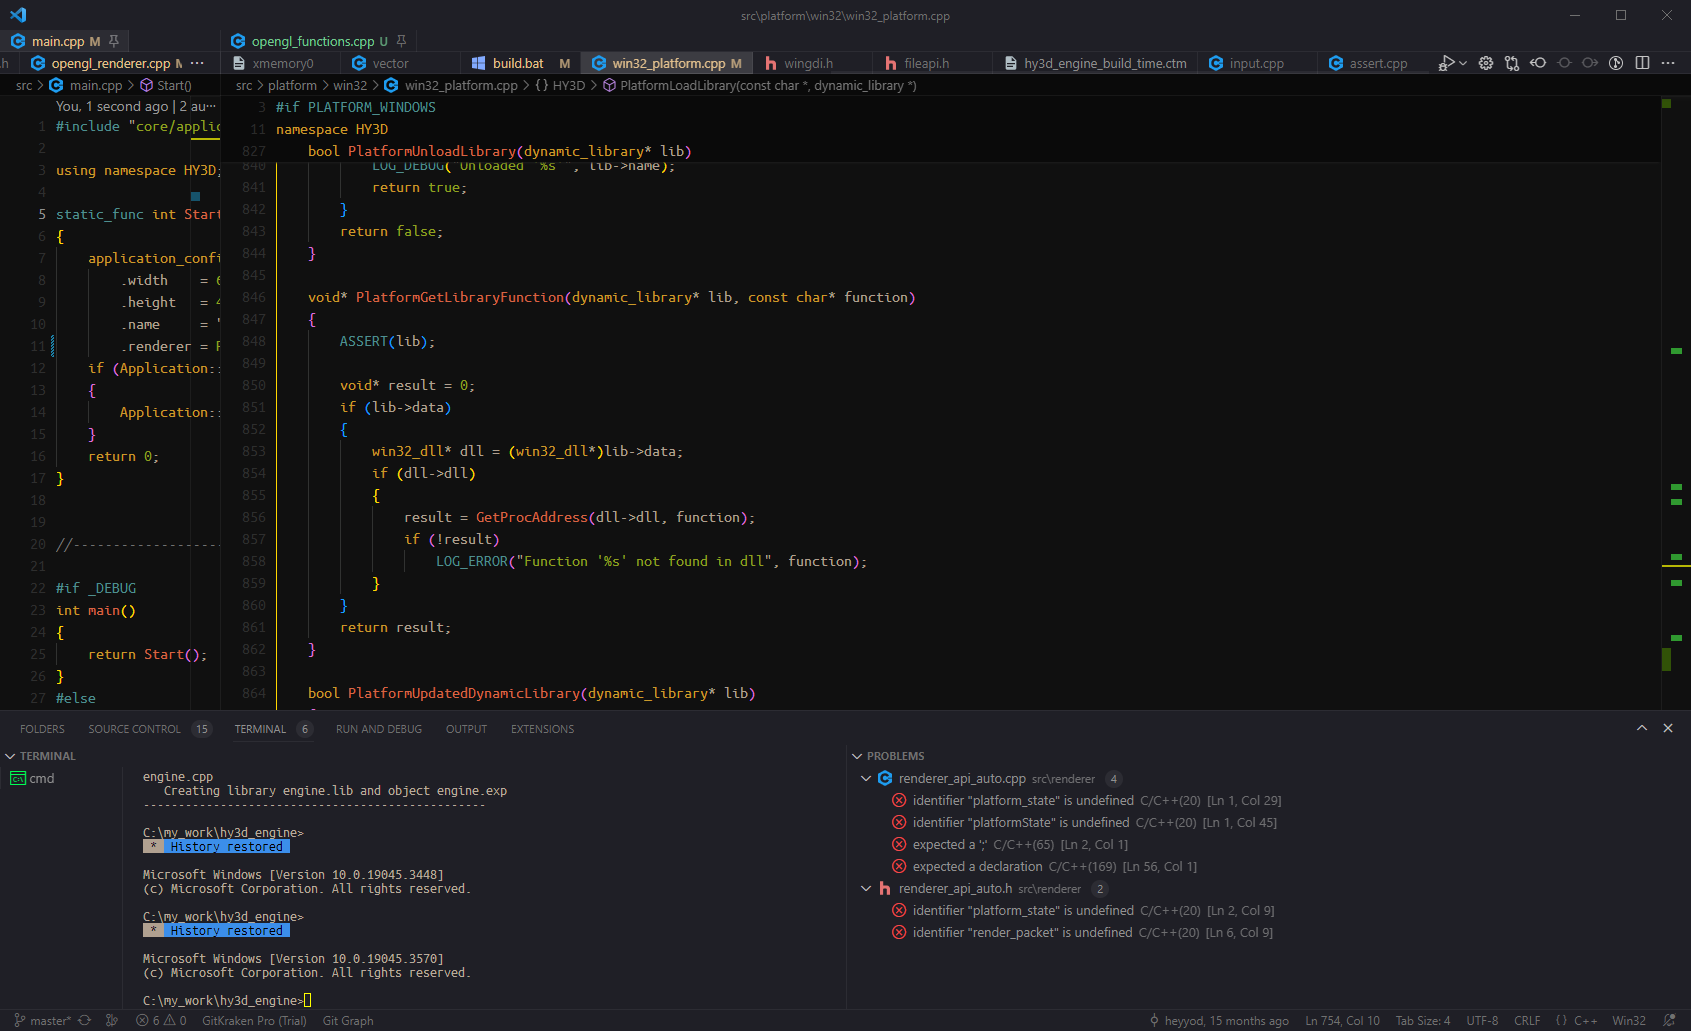 src\platform\win32\win32_platform.cpp
main.cpp M
opengl_functions.cpp U
.h
opengl_renderer.cpp
xmemory0
vector
build.bat M
win32_platform.cpp M
wingdi.h
fileapi.h
hy3d_engine_build_time.ctm
input.cpp
assert.cpp
src > main.cpp > Start()
src > platform > win32 > win32_platform.cpp > {} HY3D > PlatformLoadLibrary(const char *, dynamic_library *)
You, 1 second ago | 2 au···
1 #include "core/applic
2
3 using namespace HY3D;
4
5 static_func int Start
6 {
7 application_confi
8 .width = 6
9 .height = 4
10 .name = "
11 .renderer =
12 if (Application::
13 {
14 Application::
15 }
16 return 0;
17 }
18
19
20 //-------------------
21
22 #if _DEBUG
23 int main()
24 {
25 return Start();
26 }
27 #else
3 #if PLATFORM_WINDOWS
11 namespace HY3D
827 bool PlatformUnloadLibrary(dynamic_library* lib)
840 LOG_DEBUG("Unloaded '%s'", lib->name);
841 return true;
842 }
843 return false;
844 }
845
846 void* PlatformGetLibraryFunction(dynamic_library* lib, const char* function)
847 {
848 ASSERT(lib);
849
850 void* result = 0;
851 if (lib->data)
852 {
853 win32_dll* dll = (win32_dll*)lib->data;
854 if (dll->dll)
855 {
856 result = GetProcAddress(dll->dll, function);
857 if (!result)
858 LOG_ERROR("Function '%s' not found in dll", function);
859 }
860 }
861 return result;
862 }
863
864 bool PlatformUpdatedDynamicLibrary(dynamic_library* lib)
FOLDERS SOURCE CONTROL 15 TERMINAL 6 RUN AND DEBUG OUTPUT EXTENSIONS
TERMINAL
cmd
engine.cpp
Creating library engine.lib and object engine.exp
-------------------------------------------------
C:\my_work\hy3d_engine>
* History restored
Microsoft Windows [Version 10.0.19045.3448]
(c) Microsoft Corporation. All rights reserved.
C:\my_work\hy3d_engine>
* History restored
Microsoft Windows [Version 10.0.19045.3570]
(c) Microsoft Corporation. All rights reserved.
C:\my_work\hy3d_engine>
PROBLEMS
renderer_api_auto.cpp src\renderer 4
identifier "platform_state" is undefined C/C++(20) [Ln 1, Col 29]
identifier "platformState" is undefined C/C++(20) [Ln 1, Col 45]
expected a ';' C/C++(65) [Ln 2, Col 1]
expected a declaration C/C++(169) [Ln 56, Col 1]
renderer_api_auto.h src\renderer 2
identifier "platform_state" is undefined C/C++(20) [Ln 2, Col 9]
identifier "render_packet" is undefined C/C++(20) [Ln 6, Col 9]
master* 6 0 GitKraken Pro (Trial) Git Graph
heyyod, 15 months ago Ln 754, Col 10 Tab Size: 4 UTF-8 CRLF {} C++ Win32